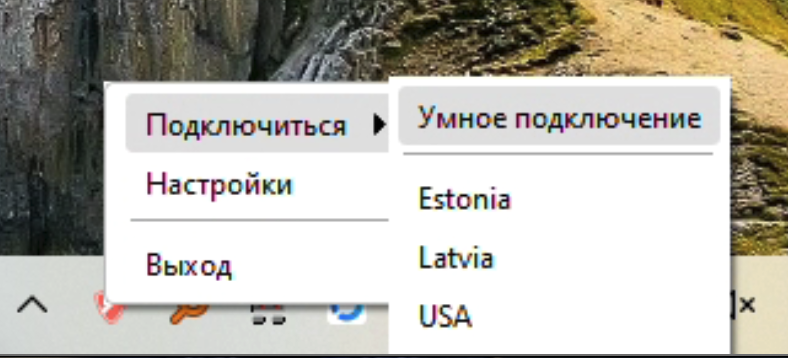 Подключиться
Настройки
Выход
Умное подключение
Estonia
Latvia
USA